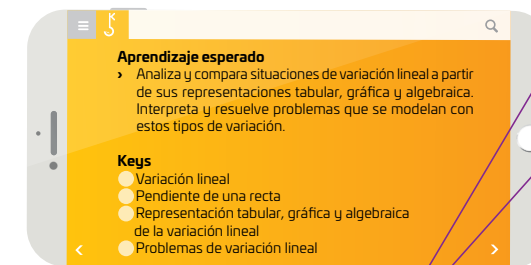 Aprendizaje esperado
› Analiza y compara situaciones de variación lineal a partir
de sus representaciones tabular, gráfica y algebraica.
Interpreta y resuelve problemas que se modelan con
estos tipos de variación.
Keys
Variación lineal
Pendiente de una recta
Representación tabular, gráfica y algebraica
de la variación lineal
Problemas de variación lineal